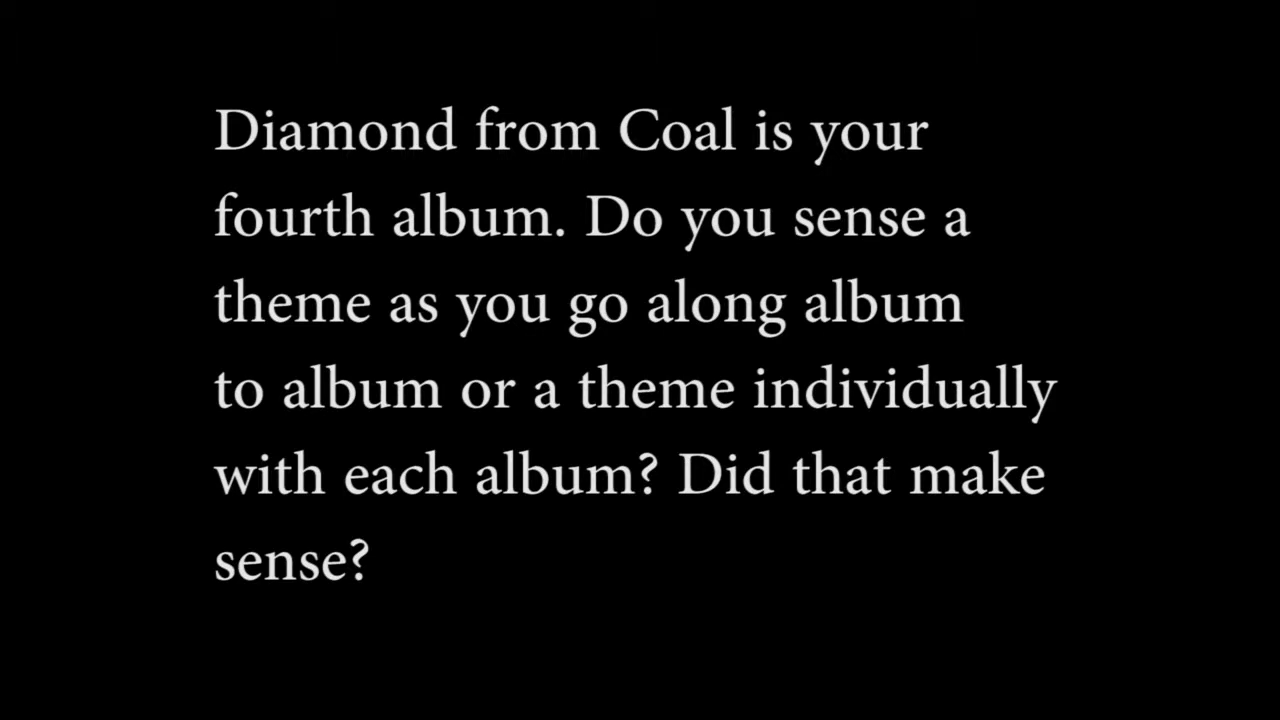 Diamond from Coal is your
fourth album. Do you sense a
theme as you go along album
to album or a theme individually
with each album? Did that make
sense?